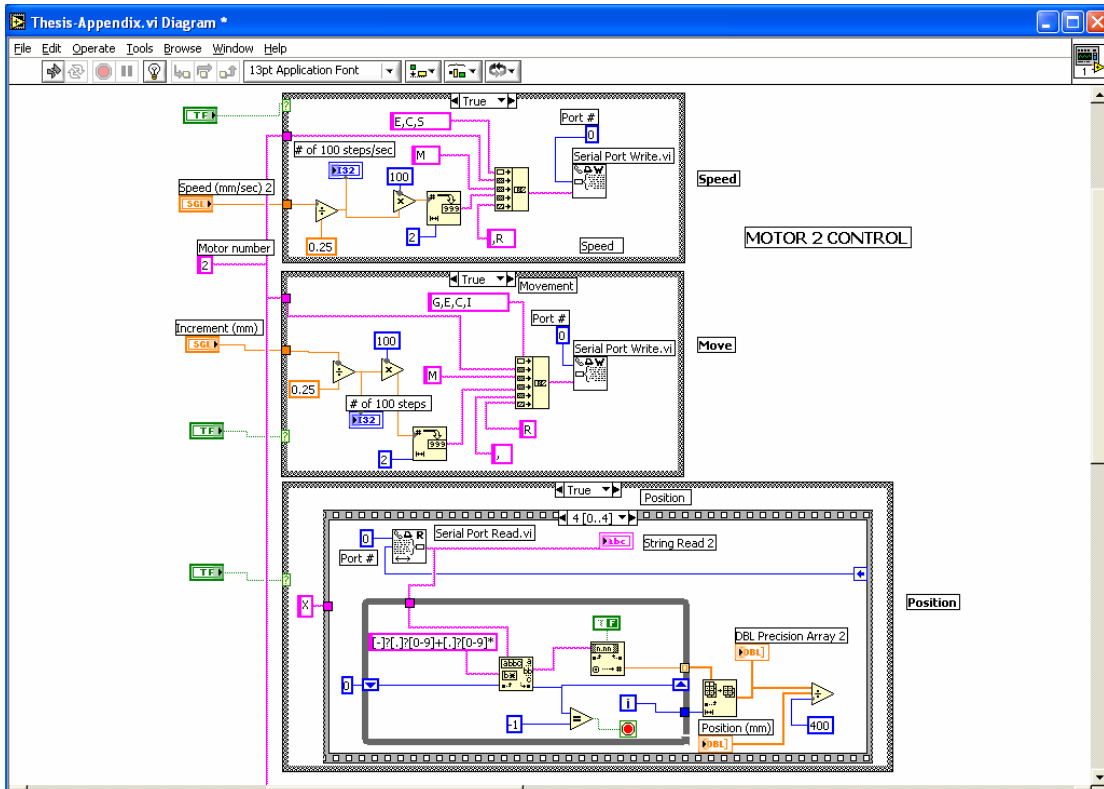 Thesis-Appendix.vi Diagram *
File Edit Operate Tools Browse Window Help
13pt Application Font
1
True
TF
?
E,C,S
Port #
0
# of 100 steps/sec
I32
M
Serial Port Write.vi
Speed
Speed (mm/sec) 2
SGL
100
÷
×
# 999
0.25
2
,R
Speed
MOTOR 2 CONTROL
Motor number
2
True
Movement
G,E,C,I
Port #
0
Increment (mm)
SGL
100
Serial Port Write.vi
Move
÷
×
0.25
M
# of 100 steps
I32
TF
?
# 999
R
2
,
True
Position
4 [0..4]
0
R
Serial Port Read.vi
abc
String Read 2
Port #
TF
?
X
Position
[-]?[.]?[0-9]+[.]?[0-9]*
F
n.nn
DBL Precision Array 2
DBL]
0
i
÷
-1
=
400
Position (mm)
DBL]